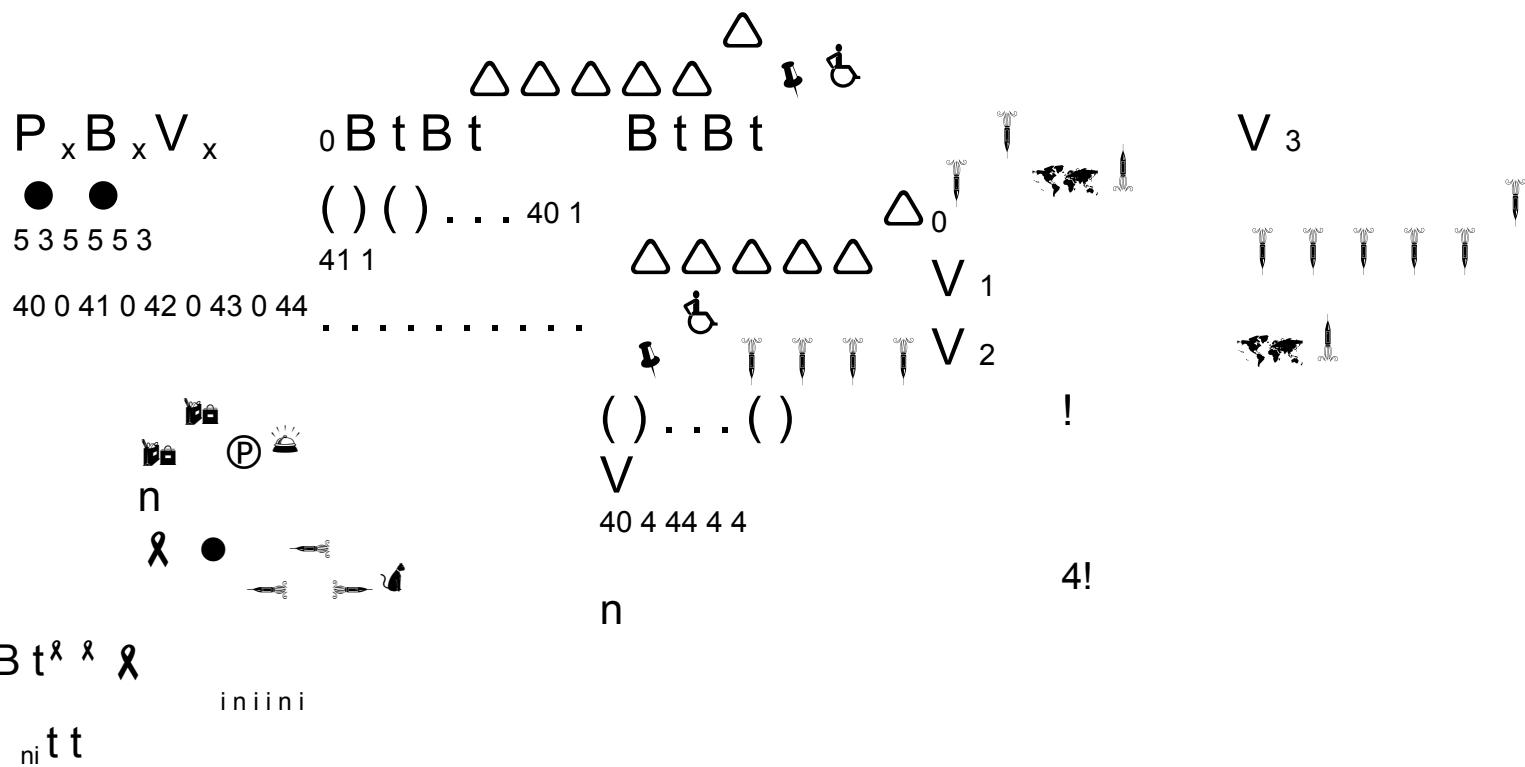 P x B x V x
0 B t B t
B t B t
V 3
( ) ( ) . . . 40 1
0
5 3 5 5 5 3
41 1
V 1
40 0 41 0 42 0 43 0 44
. . . . . . . . . .
V 2
( ) . . . ( )
!
Ⓟ
n
V
40 4 44 4 4
4!
n
B t
i n i i n i
ni t t